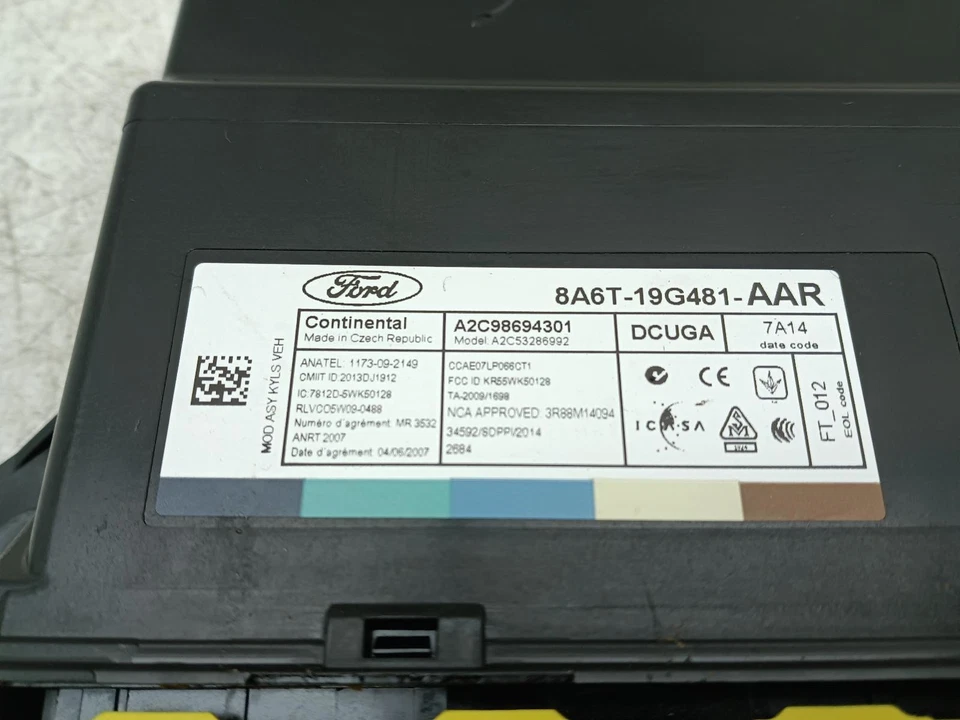 Ford
8A6T-19G481-AAR
Continental
Made in Czech Republic
A2C98694301
Model. A2C53286992
DCUGA
7A14
date code
MOD ASY KYLS VEH
ANATEL: 1173-09-2149
CMIIT ID:2013DJ1912
IC:7812D-5WK50128
RLVCO5W09-0488
Numéro d'agrément: MR 3532
ANRT 2007
Date d'agrément 04/06/2007
CCAE07LP066CT1
FCC ID KR55WK50128
TA-2009/1698
NCA APPROVED: 3R88M14094
34592/SDPPI/2014
2684
CE
ICASA
FT_012
EOL code